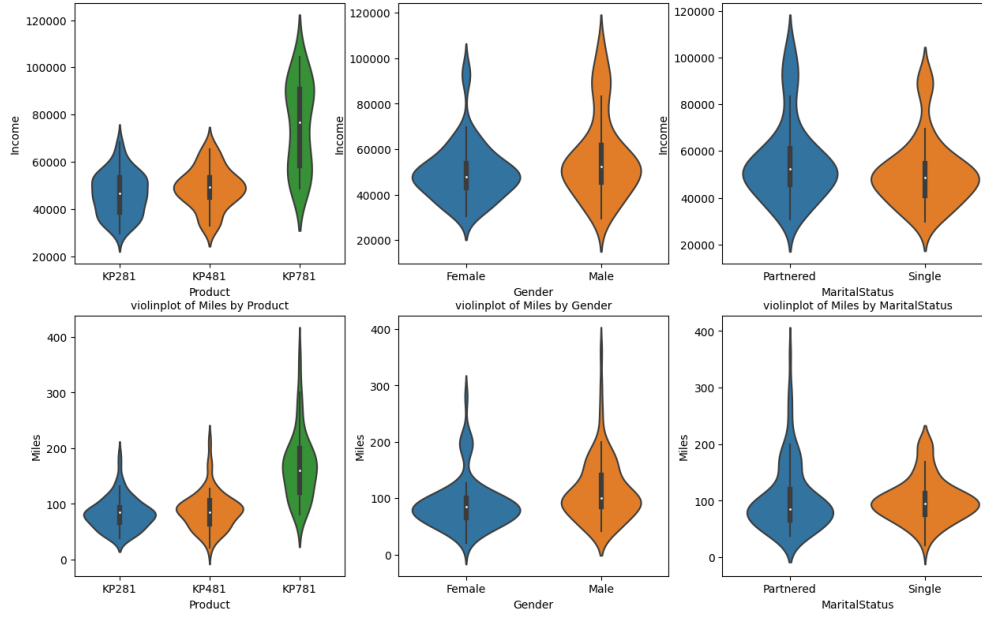 120000
100000
80000
60000
40000
20000
Income
KP281 KP481 KP781
Product
120000
100000
80000
60000
40000
20000
Income
Female Male
Gender
120000
100000
80000
60000
40000
20000
Income
Partnered Single
MaritalStatus
violinplot of Miles by Product
400
300
200
100
0
Miles
KP281 KP481 KP781
Product
violinplot of Miles by Gender
400
300
200
100
0
Miles
Female Male
Gender
violinplot of Miles by MaritalStatus
400
300
200
100
0
Miles
Partnered Single
MaritalStatus